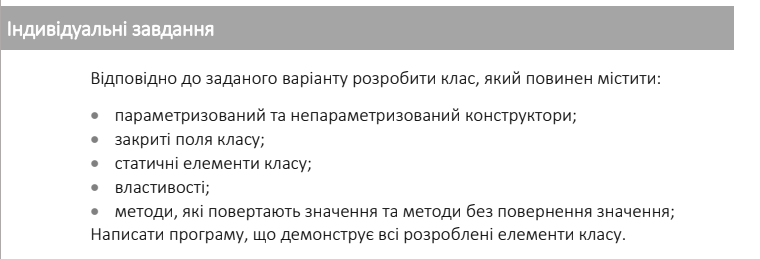 Індивідуальні завдання
Відповідно до заданого варіанту розробити клас, який повинен містити:
• параметризований та непараметризований конструктори;
• закриті поля класу;
• статичні елементи класу;
• властивості;
• методи, які повертають значення та методи без повернення значення;
Написати програму, що демонструє всі розроблені елементи класу.